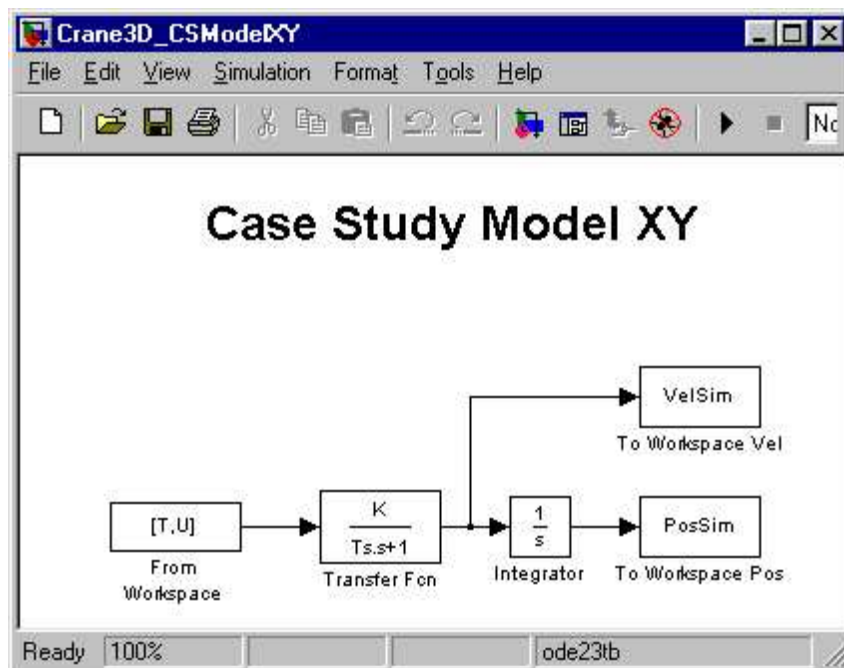 Crane3D_CSModelXY
File Edit View Simulation Format Tools Help
Case Study Model XY
VelSim
To Workspace Vel
[T,U]
From
Workspace
K
Ts.s+1
Transfer Fcn
1
s
Integrator
PosSim
To Workspace Pos
Ready 100% ode23tb